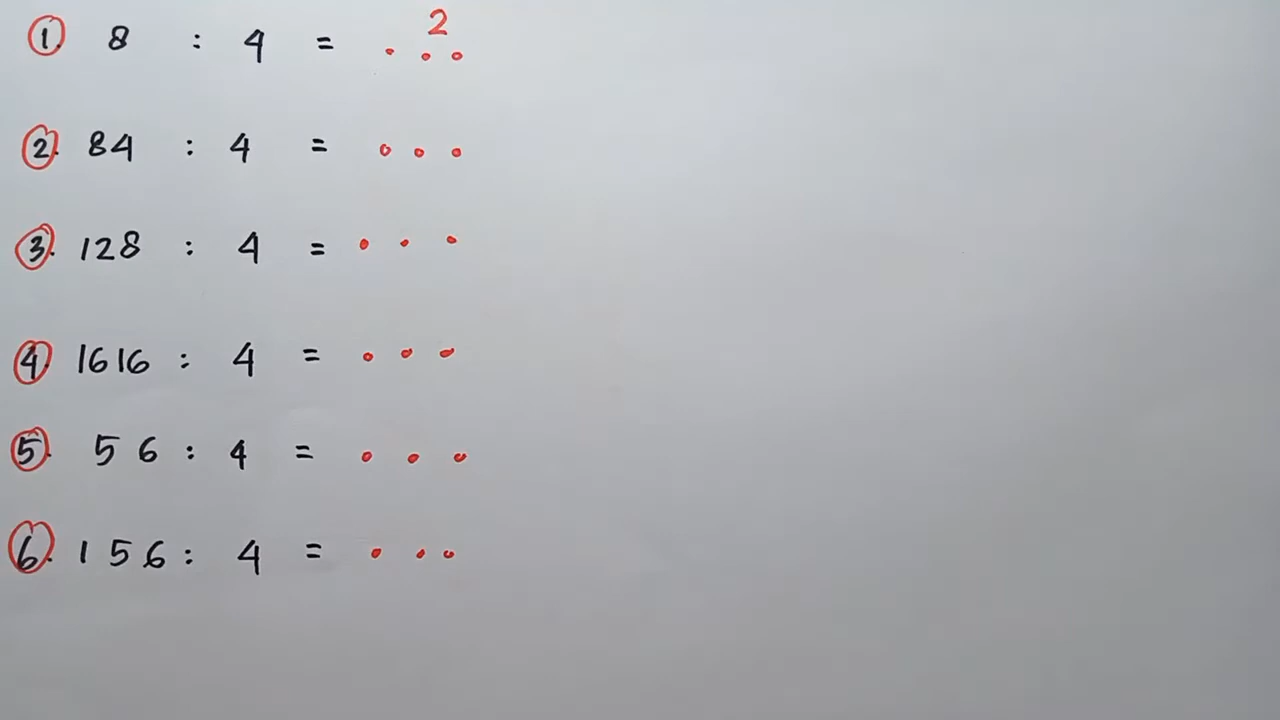 1. 8 : 4 = . 2 . .
2. 84 : 4 = . . .
3. 128 : 4 = . . .
4. 1616 : 4 = . . .
5. 56 : 4 = . . .
6. 156 : 4 = . . .